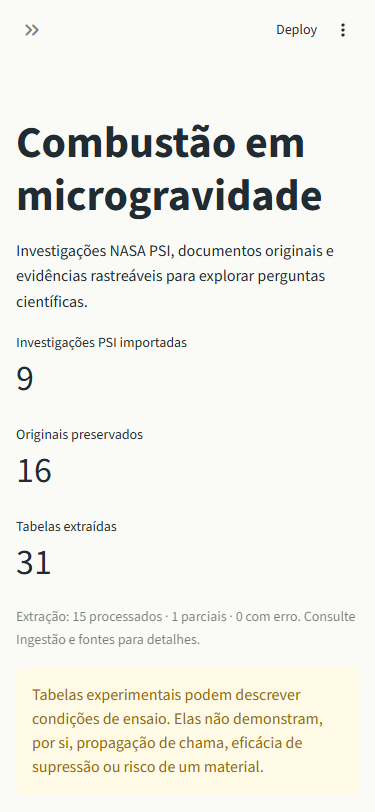 Deploy
Combustão em
microgravidade
Investigações NASA PSI, documentos originais e
evidências rastreáveis para explorar perguntas
científicas.
Investigações PSI importadas
9
Originais preservados
16
Tabelas extraídas
31
Extração: 15 processados · 1 parciais · 0 com erro. Consulte
Ingestão e fontes para detalhes.
Tabelas experimentais podem descrever
condições de ensaio. Elas não demonstram,
por si, propagação de chama, eficácia de
supressão ou risco de um material.